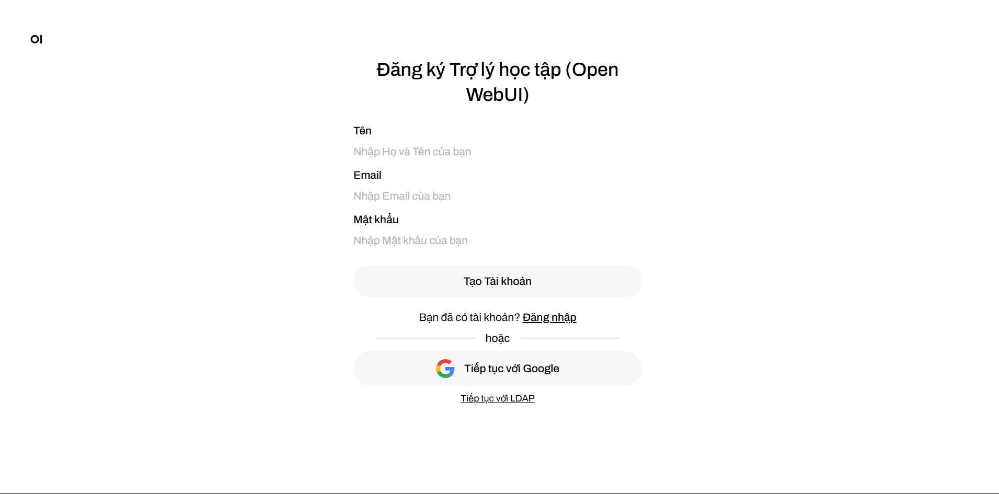 OI
Đăng ký Trợ lý học tập (Open
WebUI)
Tên
Nhập Họ và Tên của bạn
Email
Nhập Email của bạn
Mật khẩu
Nhập Mật khẩu của bạn
Tạo Tài khoản
Bạn đã có tài khoản? Đăng nhập
hoặc
Tiếp tục với Google
Tiếp tục với LDAP